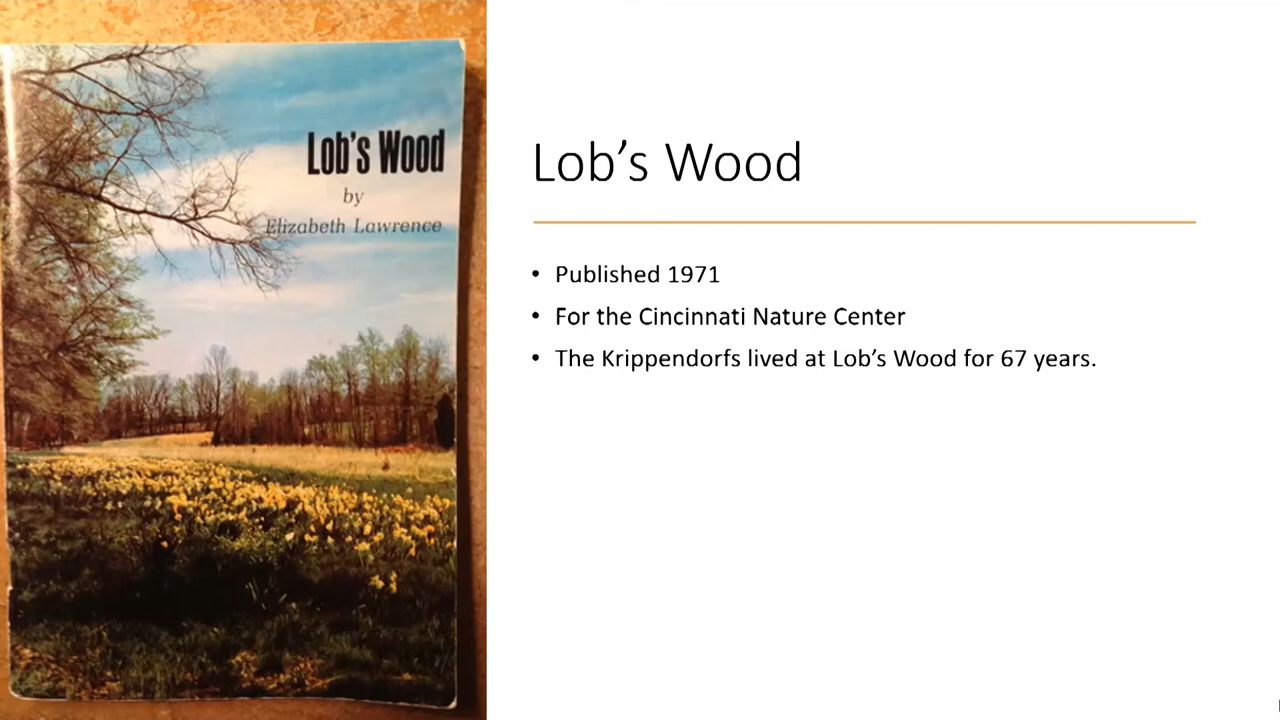 Lob's Wood
by
Elizabeth Lawrence
Lob’s Wood
• Published 1971
• For the Cincinnati Nature Center
• The Krippendorfs lived at Lob’s Wood for 67 years.